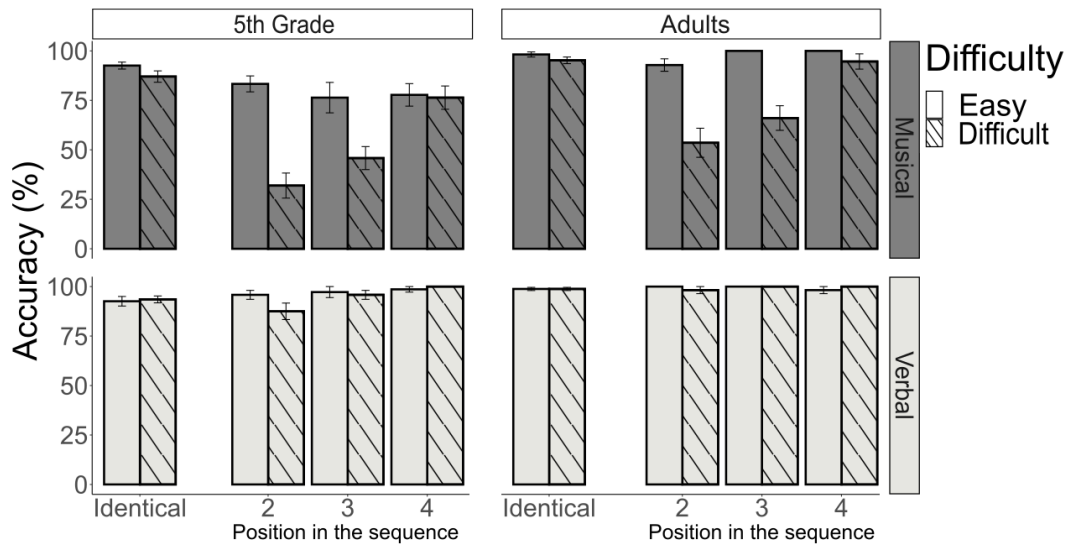 5th Grade
Adults
Difficulty
Easy
Difficult
Accuracy (%)
100
75
50
25
0
Musical
100
75
50
25
0
Verbal
Identical 2 3 4
Identical 2 3 4
Position in the sequence
Position in the sequence